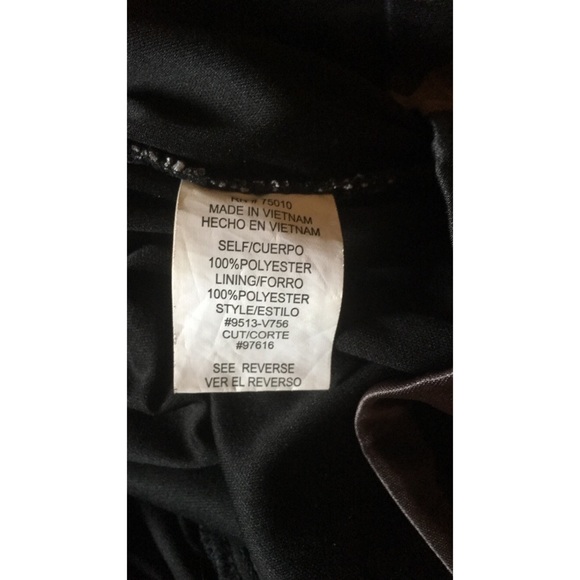 RN# 75010
MADE IN VIETNAM
HECHO EN VIETNAM
SELF/CUERPO
100%POLYESTER
LINING/FORRO
100%POLYESTER
STYLE/ESTILO
#9513-V756
CUT/CORTE
#97616
SEE REVERSE
VER EL REVERSO